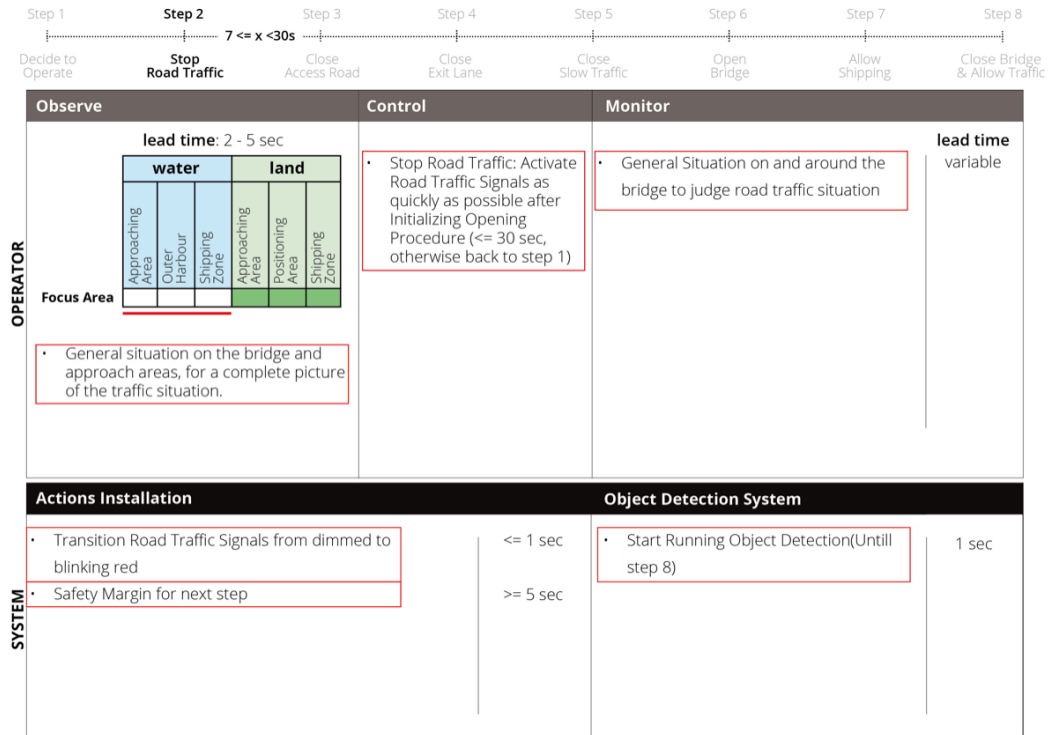 Step 1 Step 2 Step 3 Step 4 Step 5 Step 6 Step 7 Step 8
7 <= x <30s
Decide to
Operate
Stop
Road Traffic
Close
Access Road
Close
Exit Lane
Close
Slow Traffic
Open
Bridge
Allow
Shipping
Close Bridge
& Allow Traffic
OPERATOR
Observe
lead time: 2 - 5 sec
water land
Approaching
Area
Outer
Harbour
Shipping
Zone
Approaching
Area
Positioning
Area
Shipping
Zone
Focus Area
• General situation on the bridge and
approach areas, for a complete picture
of the traffic situation.
Control
• Stop Road Traffic: Activate
Road Traffic Signals as
quickly as possible after
Initializing Opening
Procedure (<= 30 sec,
otherwise back to step 1)
Monitor
• General Situation on and around the
bridge to judge road traffic situation
lead time
variable
SYSTEM
Actions Installation
• Transition Road Traffic Signals from dimmed to
blinking red
<= 1 sec
• Safety Margin for next step
>= 5 sec
Object Detection System
• Start Running Object Detection(Untill
step 8)
1 sec